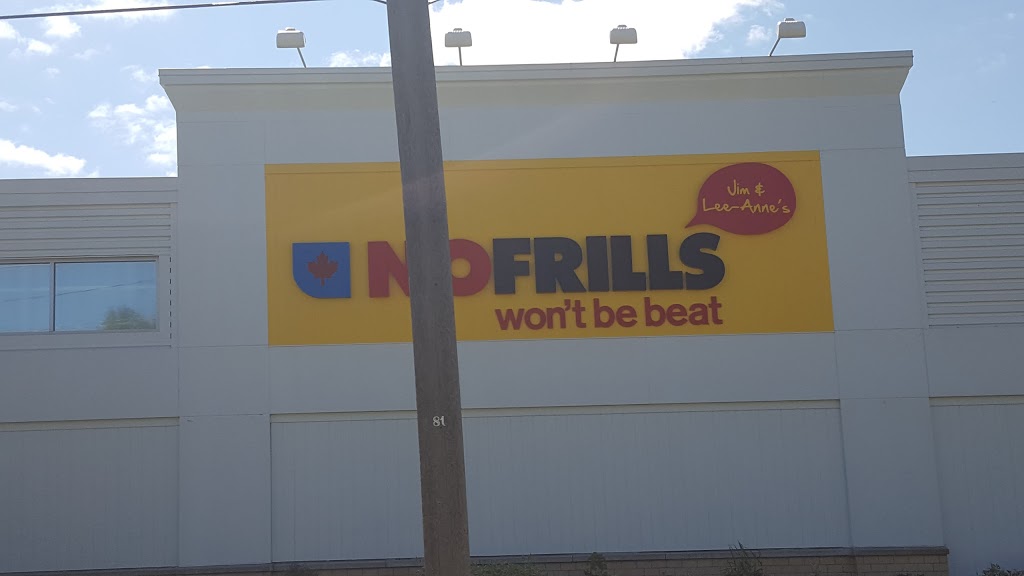 Jim &
Lee-Anne's
NOFRILLS
won't be beat
81